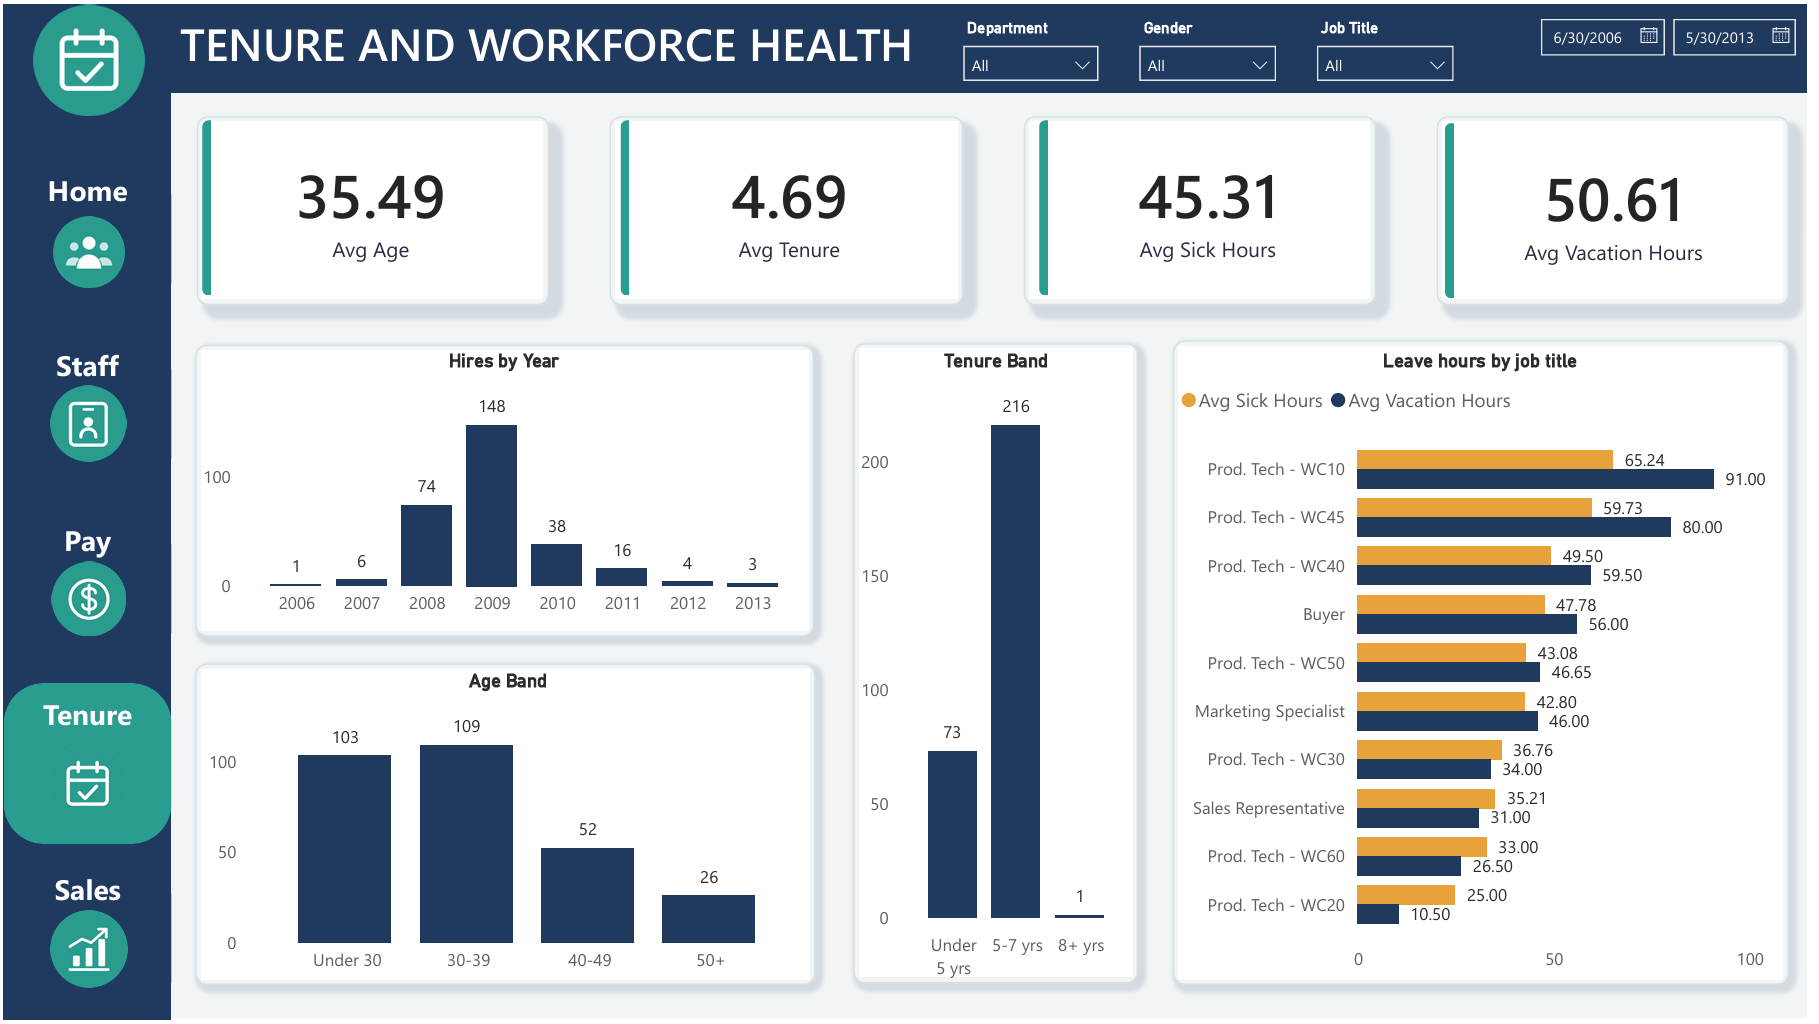 TENURE AND WORKFORCE HEALTH
Department
All
Gender
All
Job Title
All
6/30/2006
5/30/2013
Home
Staff
Pay
Tenure
Sales
35.49
Avg Age
4.69
Avg Tenure
45.31
Avg Sick Hours
50.61
Avg Vacation Hours
Hires by Year
100
0
1
6
74
148
38
16
4
3
2006
2007
2008
2009
2010
2011
2012
2013
Age Band
100
50
0
103
109
52
26
Under 30
30-39
40-49
50+
Tenure Band
200
150
100
50
0
73
216
1
Under
5 yrs
5-7 yrs
8+ yrs
Leave hours by job title
Avg Sick Hours
Avg Vacation Hours
Prod. Tech - WC10
65.24
91.00
Prod. Tech - WC45
59.73
80.00
Prod. Tech - WC40
49.50
59.50
Buyer
47.78
56.00
Prod. Tech - WC50
43.08
46.65
Marketing Specialist
42.80
46.00
Prod. Tech - WC30
36.76
34.00
Sales Representative
35.21
31.00
Prod. Tech - WC60
33.00
26.50
Prod. Tech - WC20
25.00
10.50
0
50
100